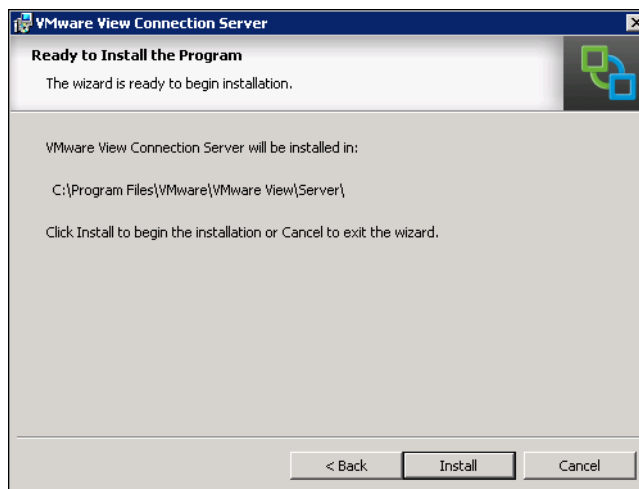 VMware View Connection Server
Ready to Install the Program
The wizard is ready to begin installation.
VMware View Connection Server will be installed in:
C:\Program Files\VMware\VMware View\Server\
Click Install to begin the installation or Cancel to exit the wizard.
< Back Install Cancel